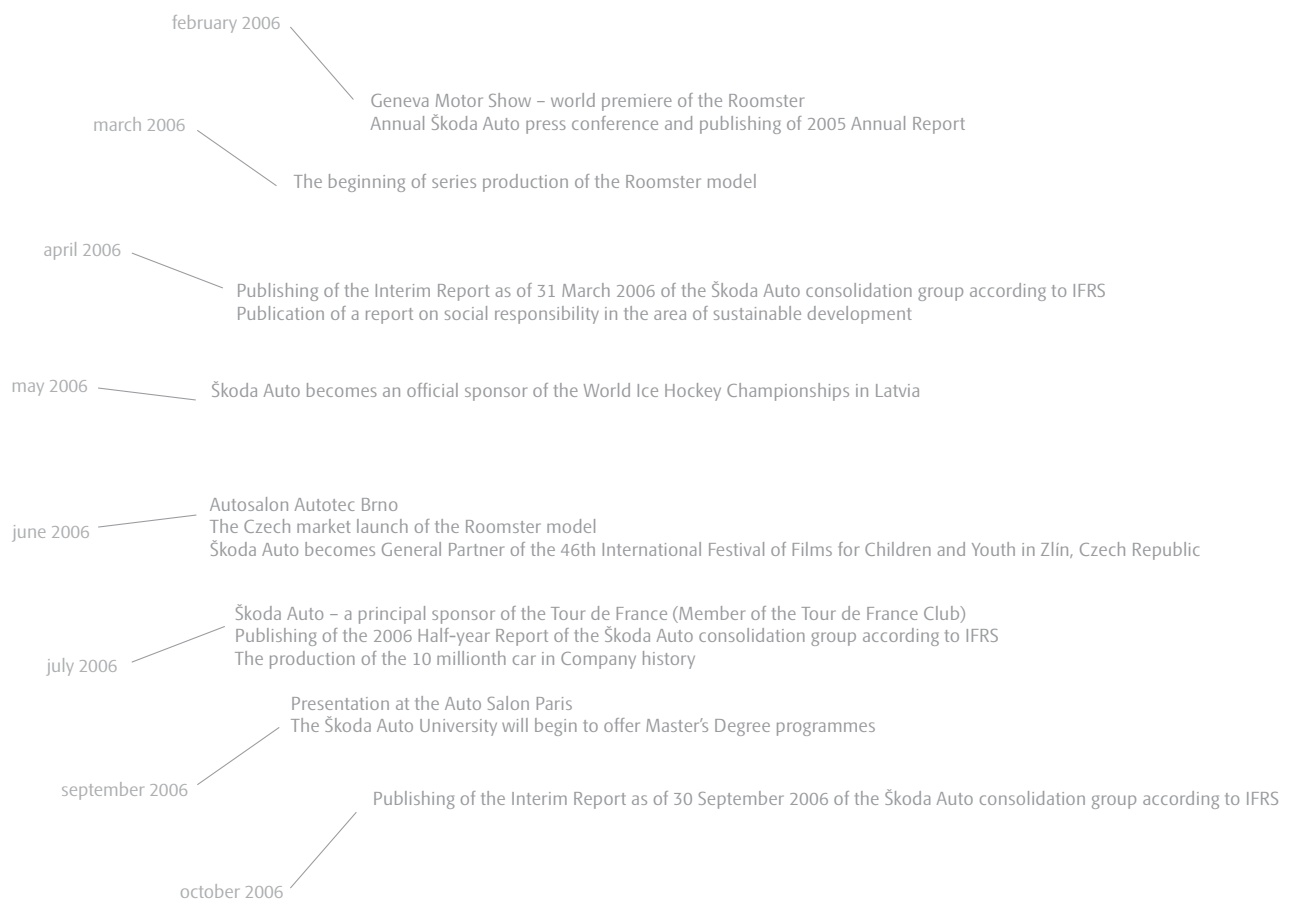 february 2006
Geneva Motor Show – world premiere of the Roomster
Annual Škoda Auto press conference and publishing of 2005 Annual Report
march 2006
The beginning of series production of the Roomster model
april 2006
Publishing of the Interim Report as of 31 March 2006 of the Škoda Auto consolidation group according to IFRS
Publication of a report on social responsibility in the area of sustainable development
may 2006
Škoda Auto becomes an official sponsor of the World Ice Hockey Championships in Latvia
june 2006
Autosalon Autotec Brno
The Czech market launch of the Roomster model
Škoda Auto becomes General Partner of the 46th International Festival of Films for Children and Youth in Zlín, Czech Republic
july 2006
Škoda Auto – a principal sponsor of the Tour de France (Member of the Tour de France Club)
Publishing of the 2006 Half-year Report of the Škoda Auto consolidation group according to IFRS
The production of the 10 millionth car in Company history
september 2006
Presentation at the Auto Salon Paris
The Škoda Auto University will begin to offer Master's Degree programmes
october 2006
Publishing of the Interim Report as of 30 September 2006 of the Škoda Auto consolidation group according to IFRS